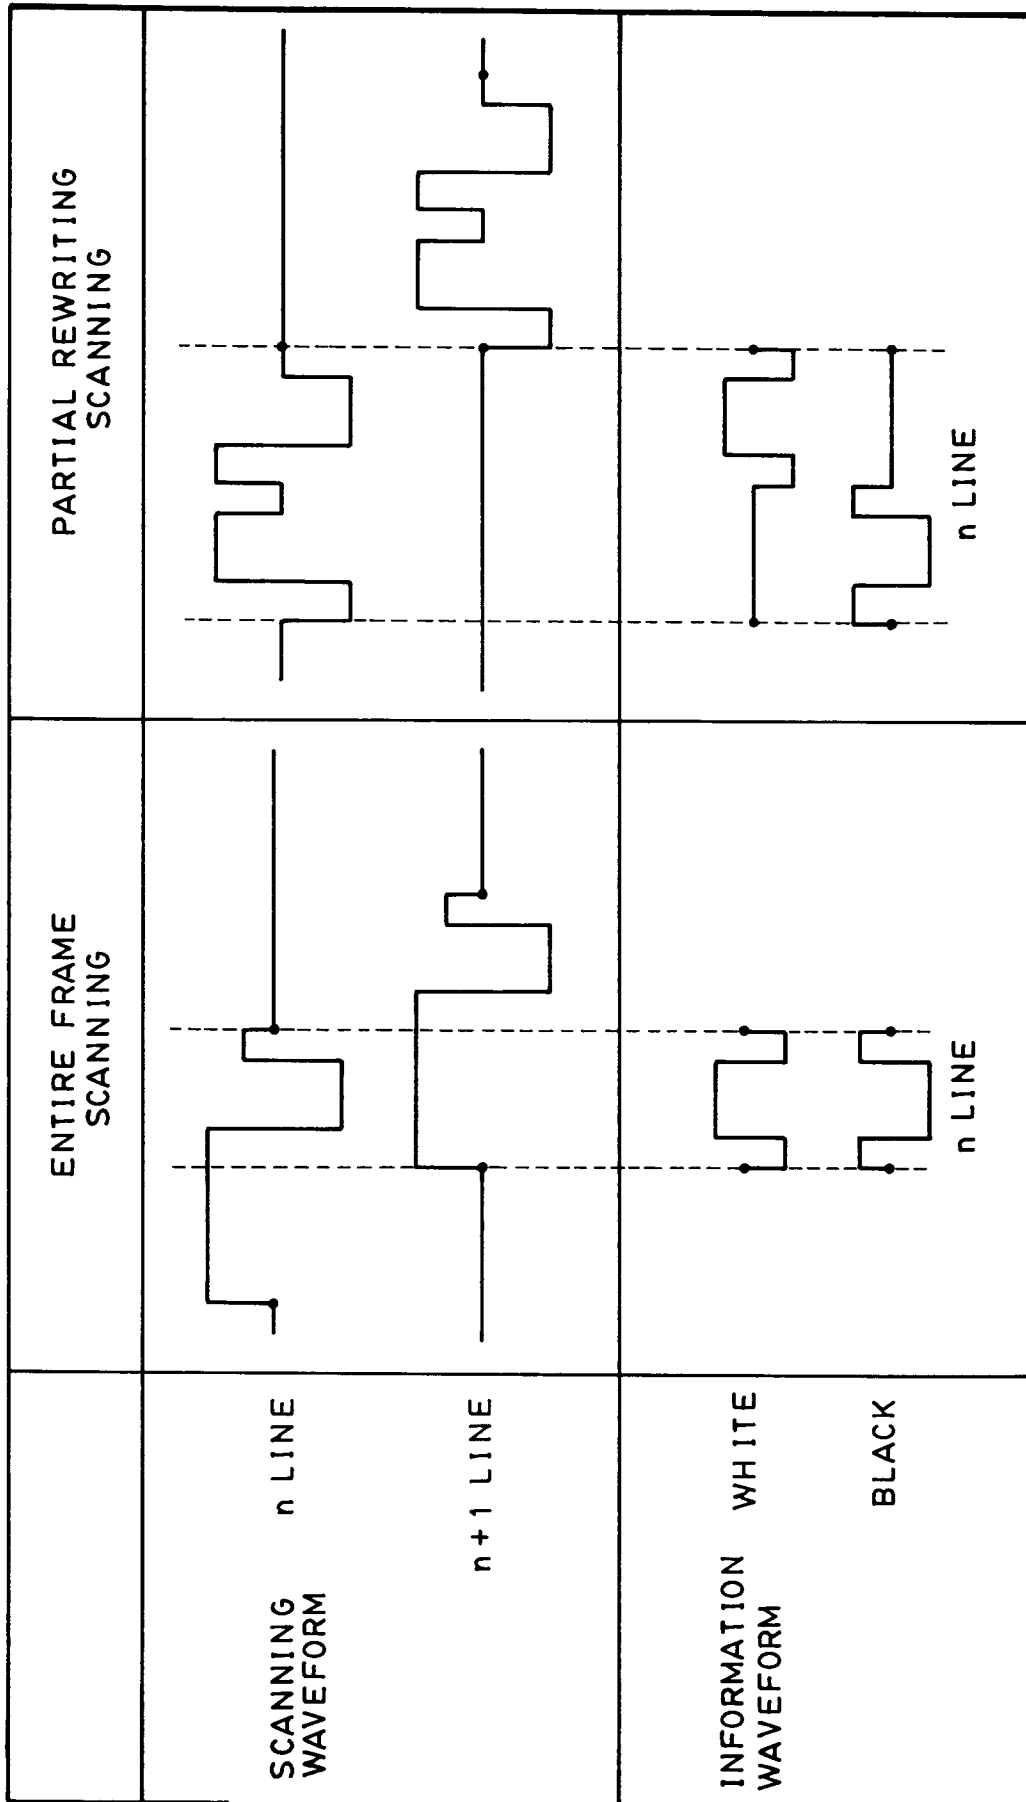 ENTIRE FRAME
SCANNING
PARTIAL REWRITING
SCANNING
SCANNING
WAVEFORM
n LINE
n+1 LINE
INFORMATION
WAVEFORM
WHITE
BLACK
n LINE
n LINE